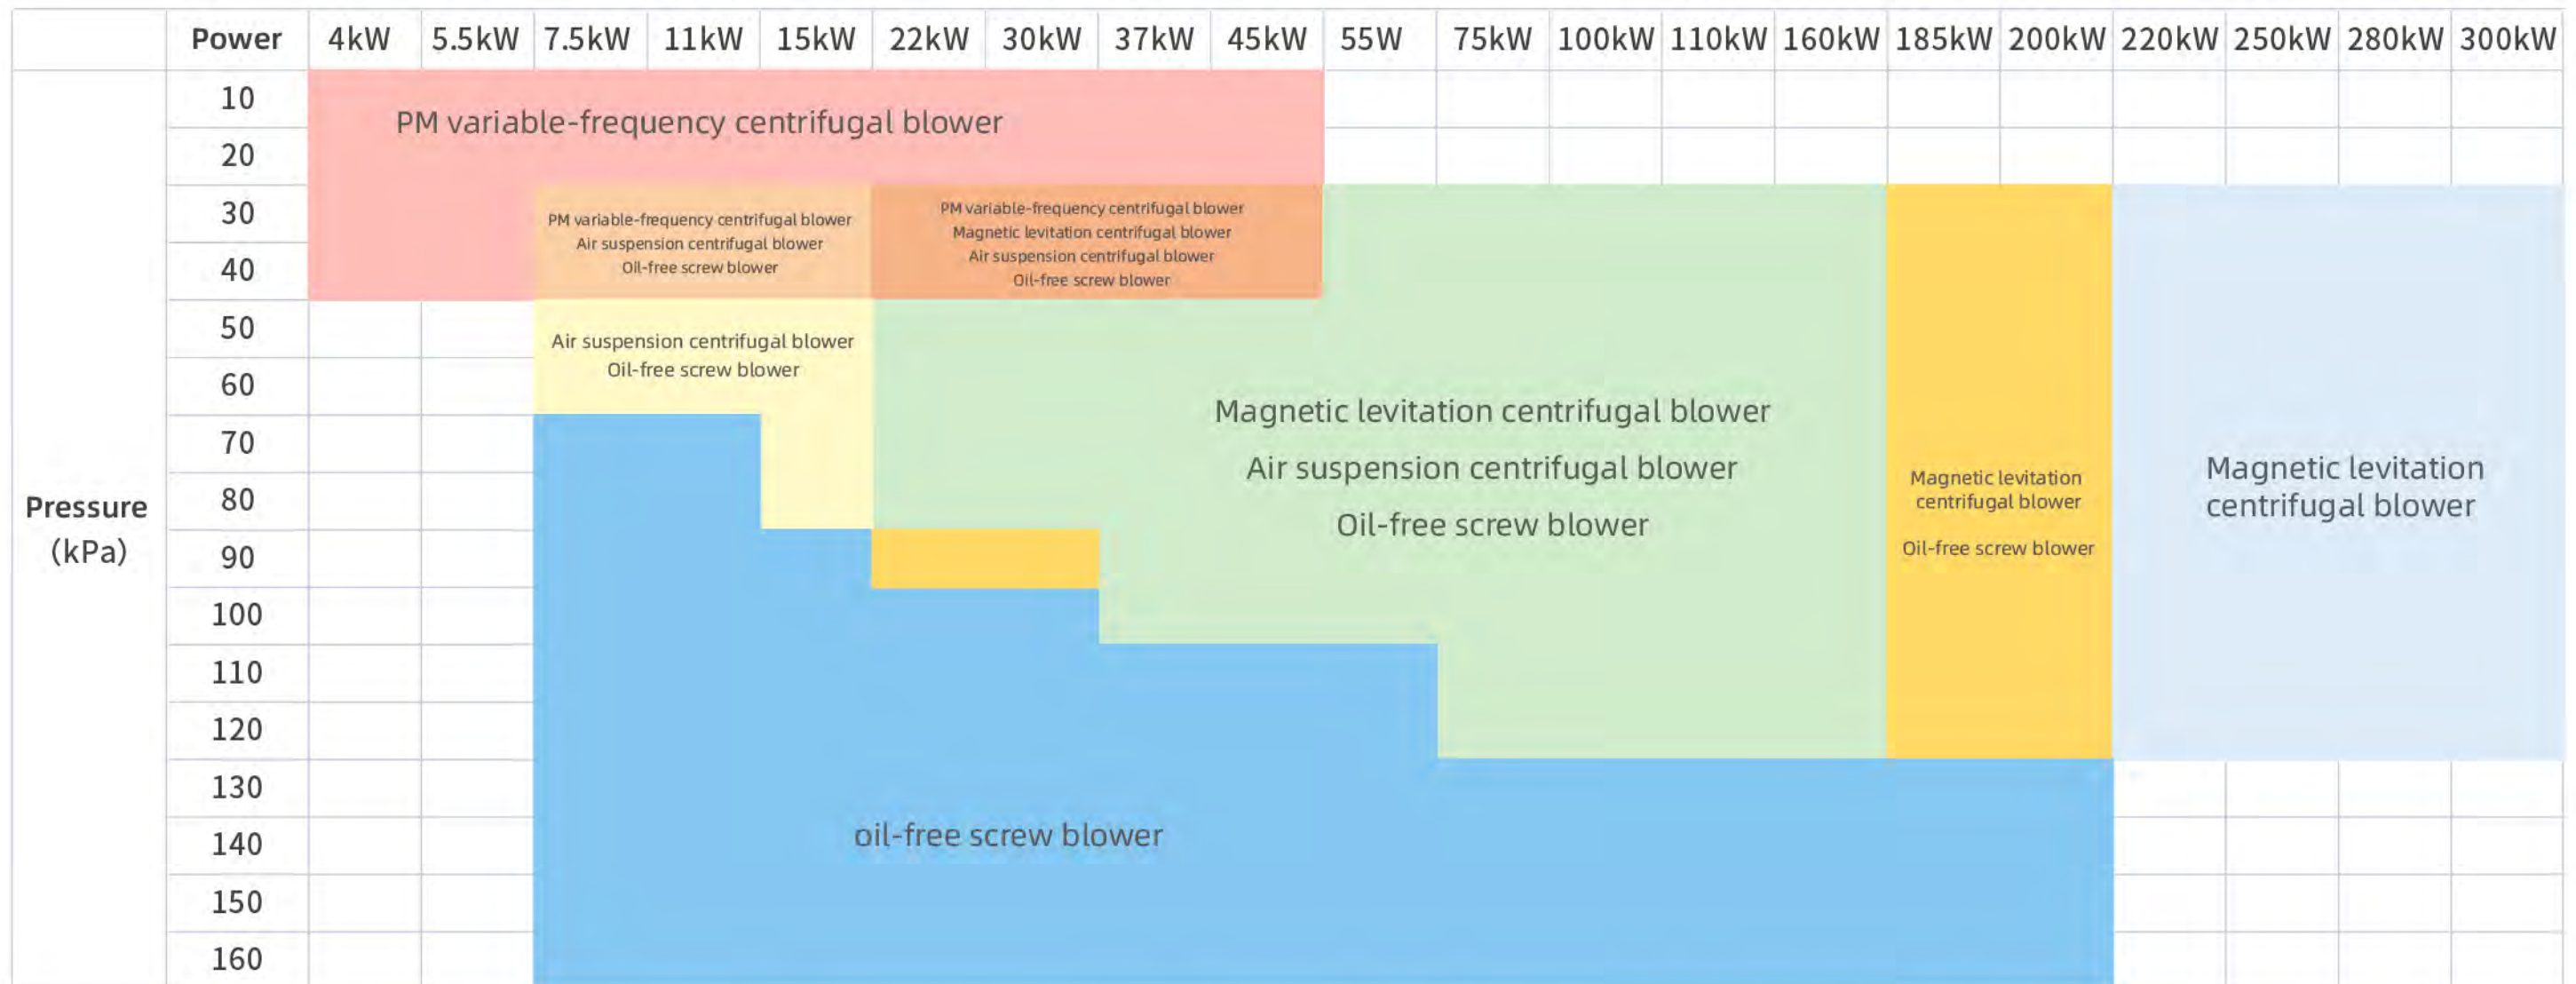 Power 4kW 5.5kW 7.5kW 11kW 15kW 22kW 30kW 37kW 45kW 55W 75kW 100kW 110kW 160kW 185kW 200kW 220kW 250kW 280kW 300kW
Pressure
(kPa)
10
20
30
40
50
60
70
80
90
100
110
120
130
140
150
160
PM variable-frequency centrifugal blower
PM variable-frequency centrifugal blower
Air suspension centrifugal blower
Oil-free screw blower
PM variable-frequency centrifugal blower
Magnetic levitation centrifugal blower
Air suspension centrifugal blower
Oil-free screw blower
Air suspension centrifugal blower
Oil-free screw blower
Magnetic levitation centrifugal blower
Air suspension centrifugal blower
Oil-free screw blower
Magnetic levitation
centrifugal blower
Oil-free screw blower
Magnetic levitation
centrifugal blower
oil-free screw blower